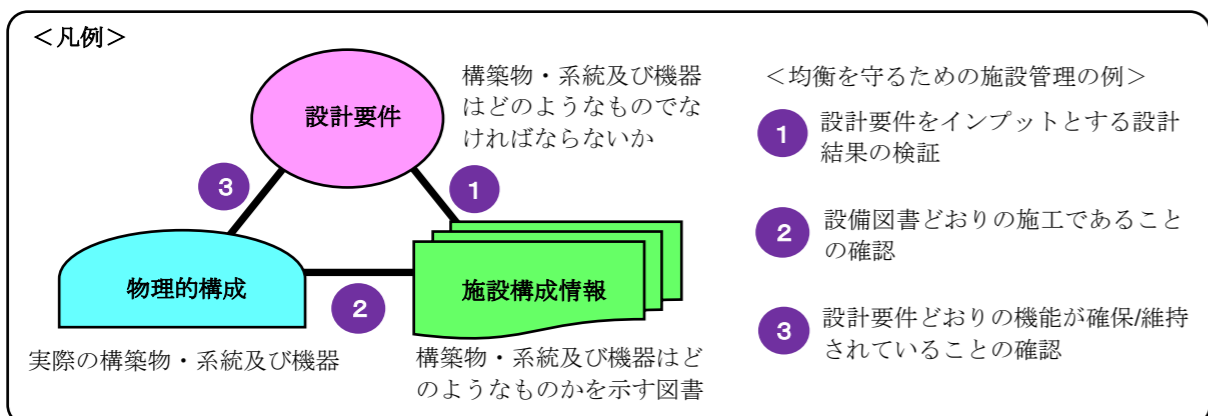 <凡例>
設計要件
構築物・系統及び機器
はどのようなものでな
ければならないか
3
1
物理的構成
2
施設構成情報
実際の構築物・系統及び機器
構築物・系統及び機器はど
のようなものかを示す図書
<均衡を守るための施設管理の例>
1
設計要件をインプットとする設計
結果の検証
2
設備図書どおりの施工であること
の確認
3
設計要件どおりの機能が確保/維持
されていることの確認